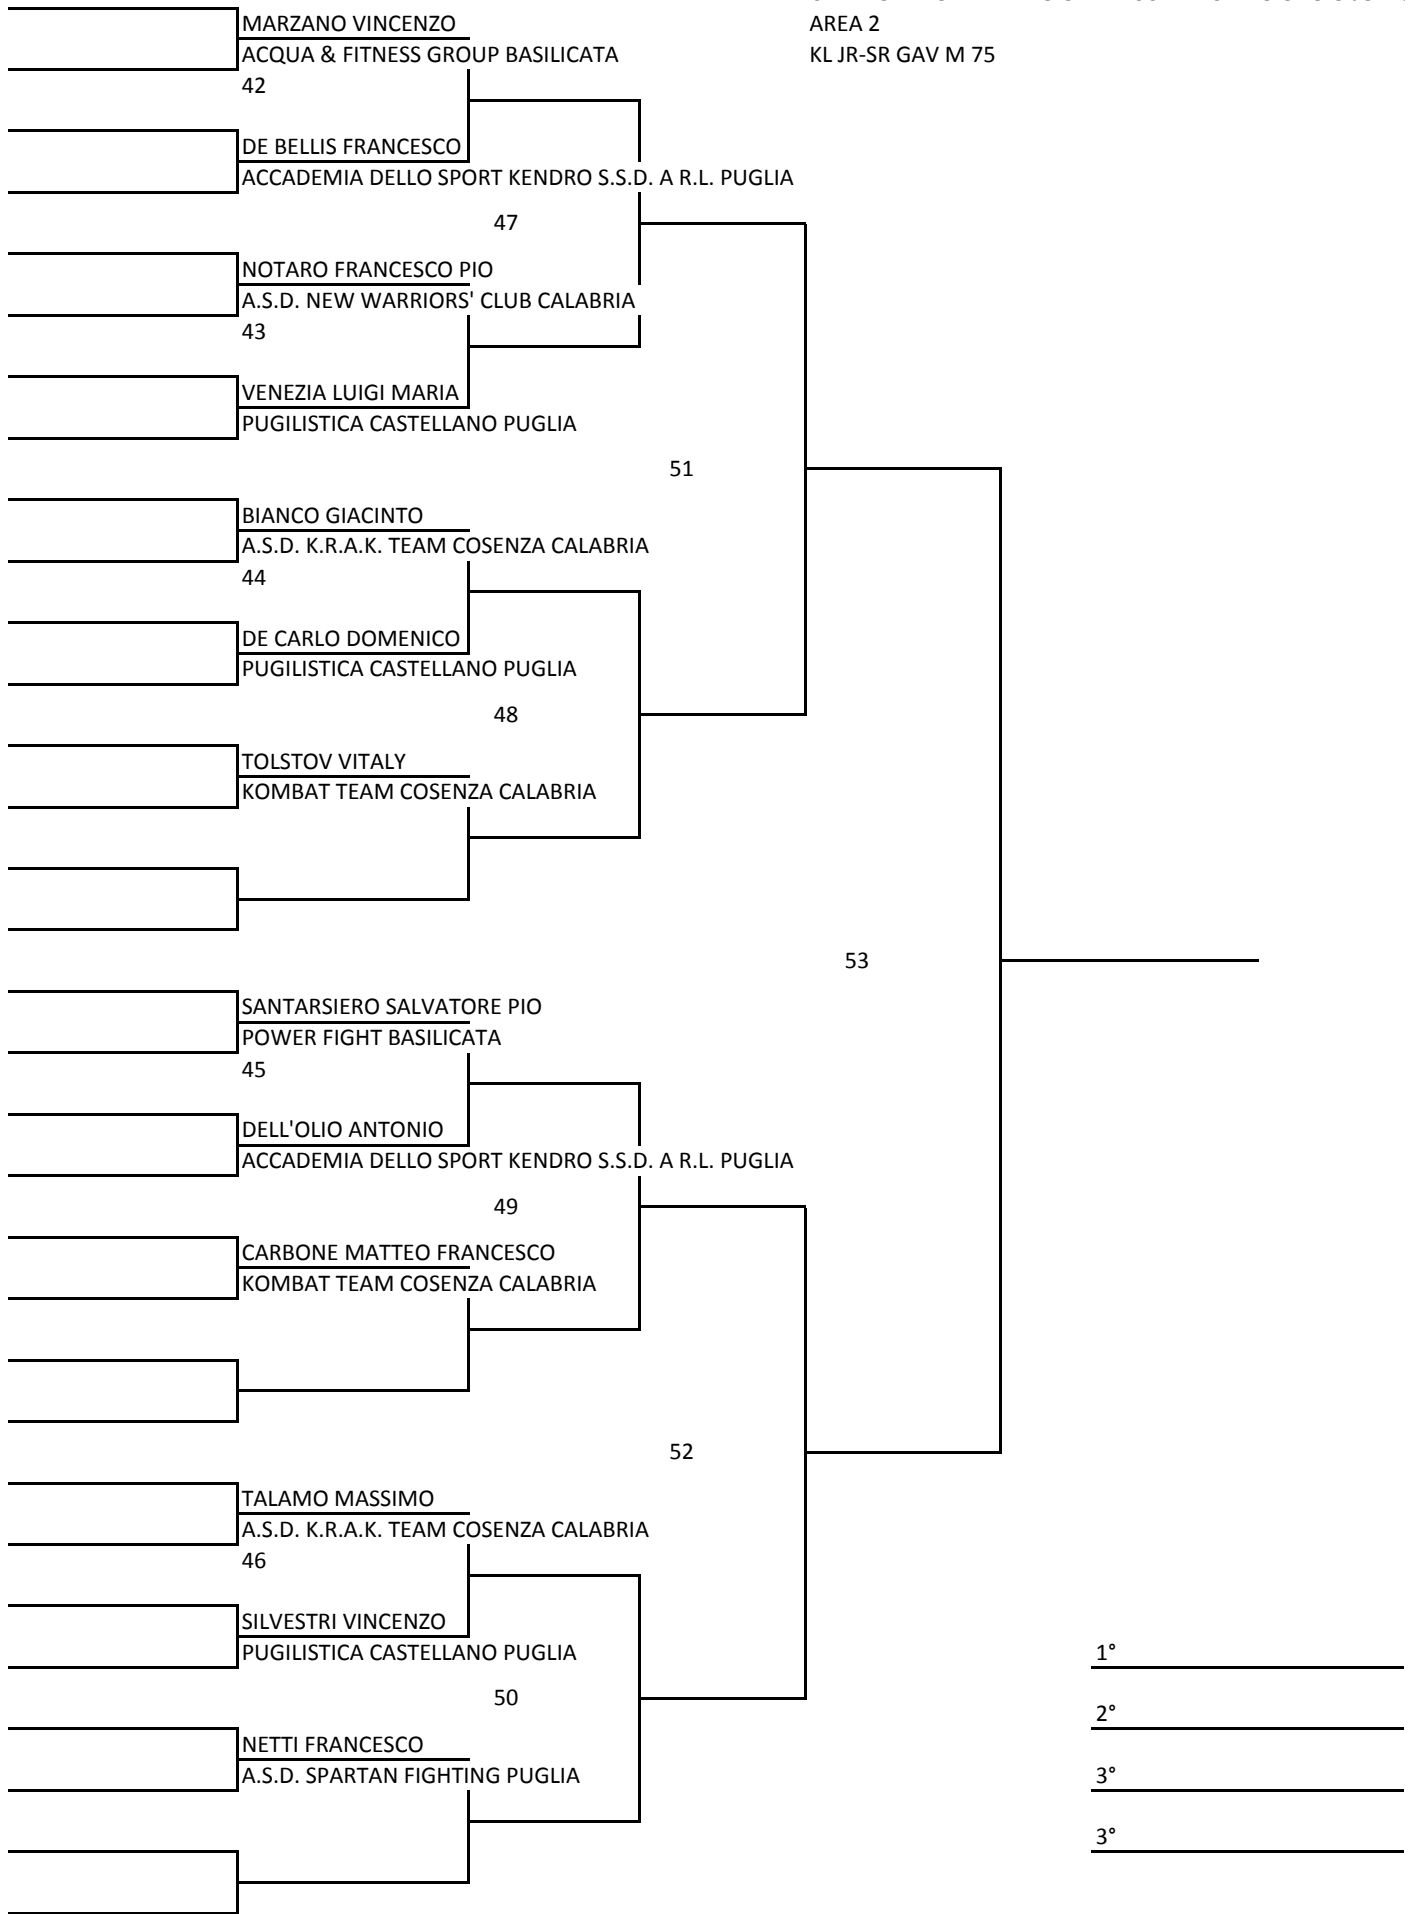 MARZANO VINCENZO
AREA 2
ACQUA & FITNESS GROUP BASILICATA
KL JR-SR GAV M 75
42
DE BELLIS FRANCESCO
ACCADEMIA DELLO SPORT KENDRO S.S.D. A R.L. PUGLIA
47
NOTARO FRANCESCO PIO
A.S.D. NEW WARRIORS' CLUB CALABRIA
43
VENEZIA LUIGI MARIA
PUGILISTICA CASTELLANO PUGLIA
51
BIANCO GIACINTO
A.S.D. K.R.A.K. TEAM COSENZA CALABRIA
44
DE CARLO DOMENICO
PUGILISTICA CASTELLANO PUGLIA
48
TOLSTOV VITALY
KOMBAT TEAM COSENZA CALABRIA
53
SANTARSIERO SALVATORE PIO
POWER FIGHT BASILICATA
45
DELL'OLIO ANTONIO
ACCADEMIA DELLO SPORT KENDRO S.S.D. A R.L. PUGLIA
49
CARBONE MATTEO FRANCESCO
KOMBAT TEAM COSENZA CALABRIA
52
TALAMO MASSIMO
A.S.D. K.R.A.K. TEAM COSENZA CALABRIA
46
SILVESTRI VINCENZO
PUGILISTICA CASTELLANO PUGLIA
1°
50
2°
NETTI FRANCESCO
A.S.D. SPARTAN FIGHTING PUGLIA
3°
3°